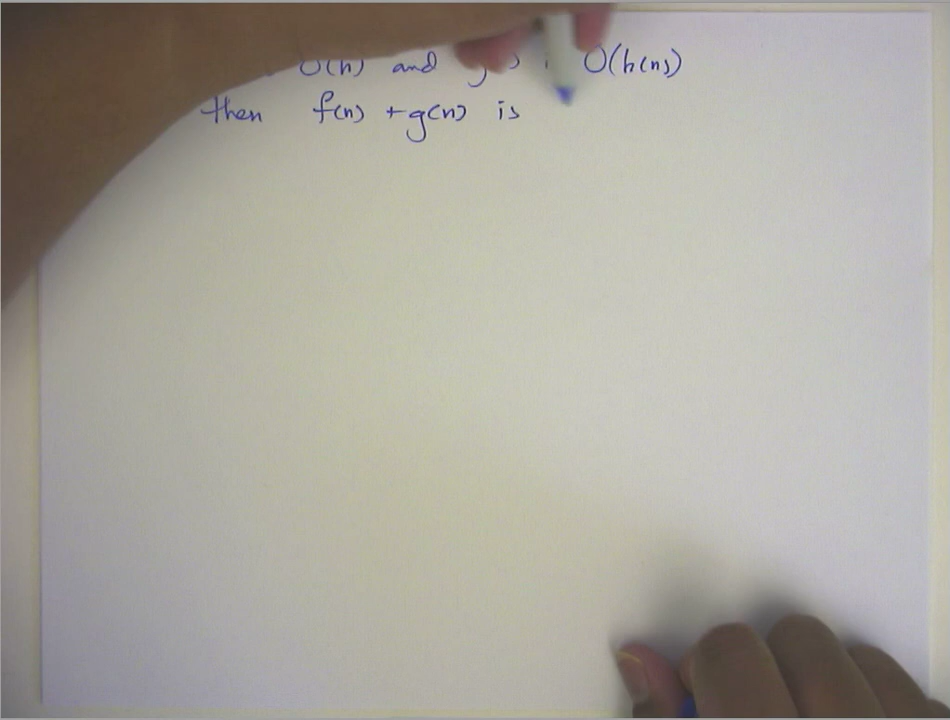 O(h) and O(h(n))
then f(n) + g(n) is